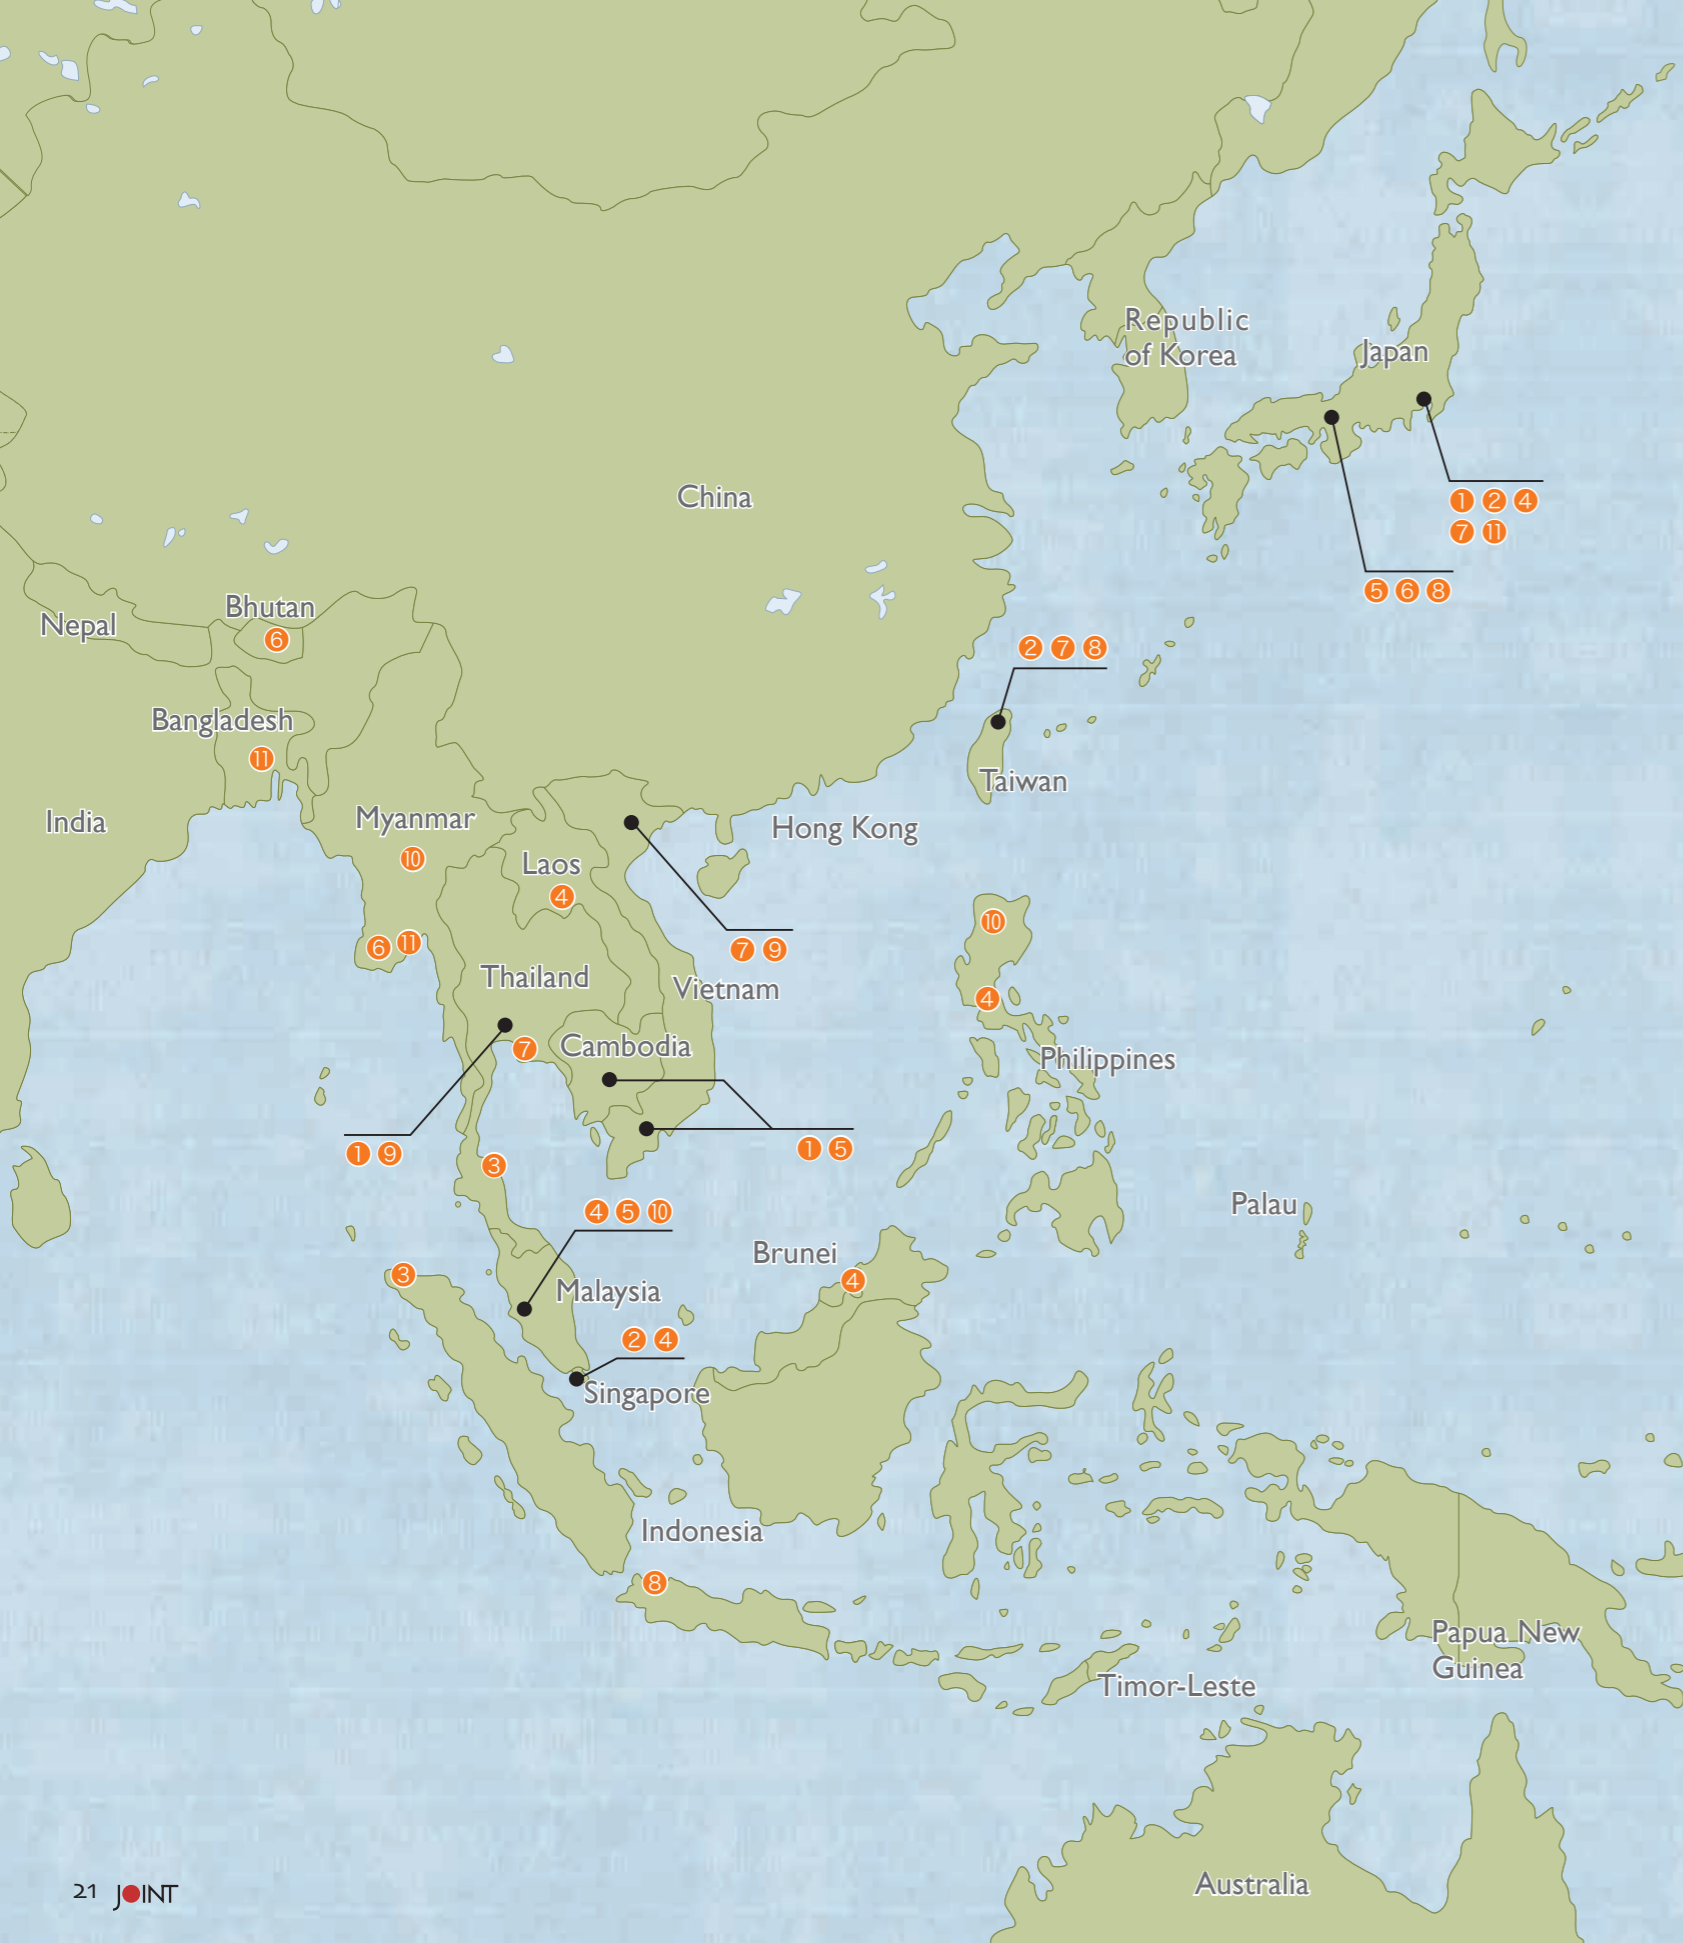 Republic
of Korea
Japan
China
1 2 4
7 11
5 6 8
Nepal
Bhutan
6
2 7 8
Bangladesh
11
Taiwan
India
Myanmar
10
Hong Kong
Laos
4
10
6 11
7 9
Thailand
Vietnam
4
7
Cambodia
Philippines
1 9
1 5
3
4 5 10
Palau
Brunei
3
4
Malaysia
2 4
Singapore
Indonesia
8
Papua New
Guinea
Timor-Leste
Australia
21 JOINT